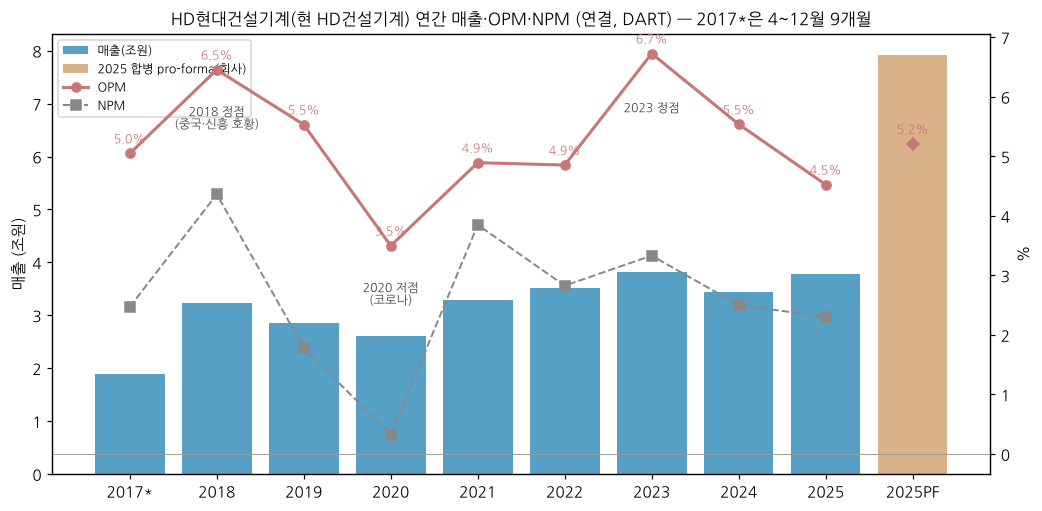 HD현대건설기계(현 HD건설기계) 연간 매출·OPM·NPM (연결, DART) — 2017*은 4~12월 9개월
매출(조원)
2025 합병 pro-forma(회사)
OPM
NPM
5.0%
6.5%
5.5%
3.5%
4.9%
4.9%
6.7%
5.5%
4.5%
5.2%
2018 정점
(중국·신흥 호황)
2020 저점
(코로나)
2023 정점
매출 (조원)
8
7
6
5
4
3
2
1
0
%
7
6
5
4
3
2
1
0
2017* 2018 2019 2020 2021 2022 2023 2024 2025 2025PF